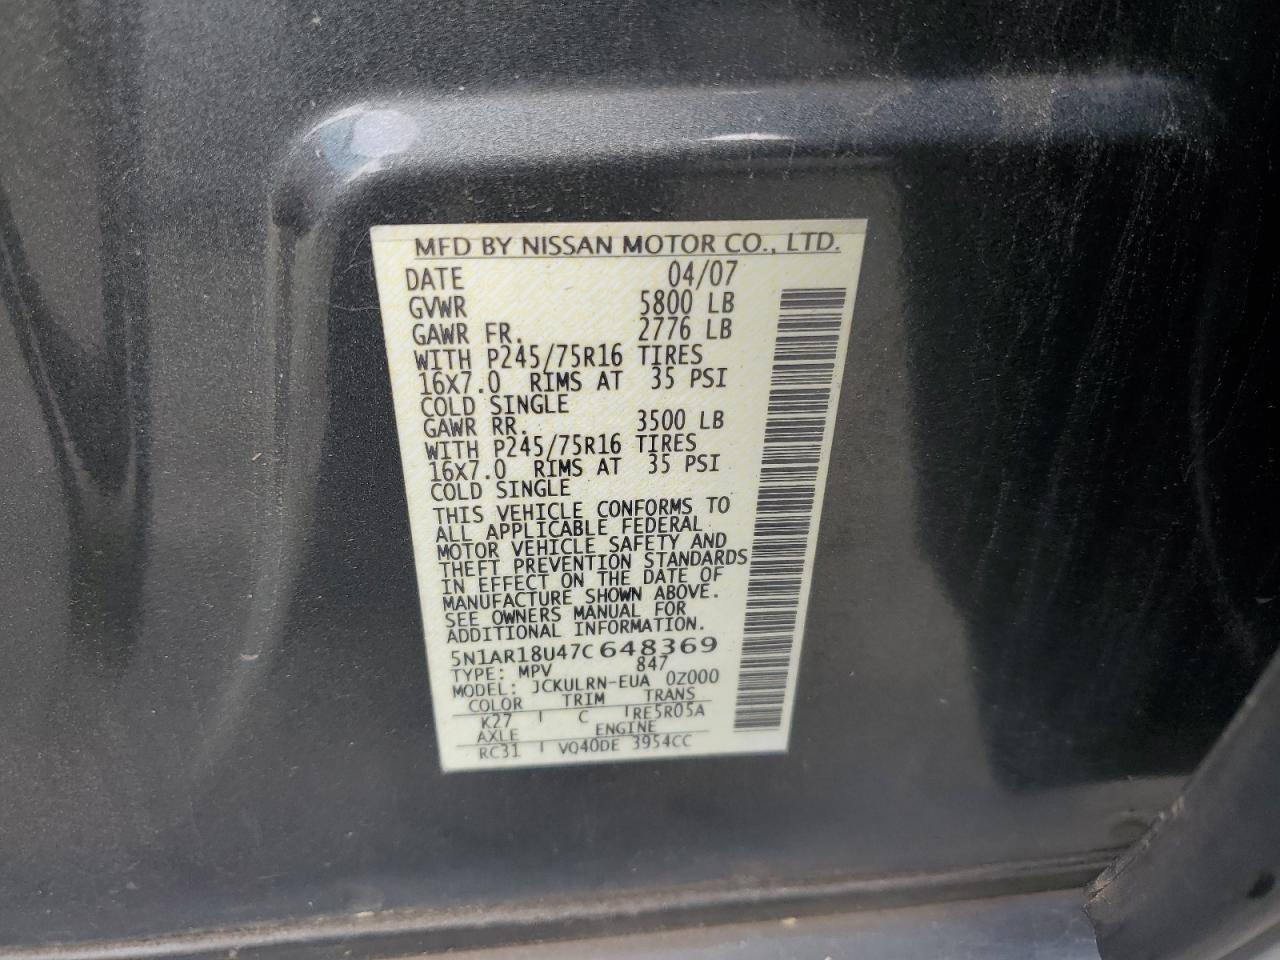 MFD BY NISSAN MOTOR CO., LTD.
DATE 04/07
GVWR 5800 LB
GAWR FR. 2776 LB
WITH P245/75R16 TIRES
16X7.0 RIMS AT 35 PSI
COLD SINGLE
GAWR RR. 3500 LB
WITH P245/75R16 TIRES
16X7.0 RIMS AT 35 PSI
COLD SINGLE
THIS VEHICLE CONFORMS TO
ALL APPLICABLE FEDERAL
MOTOR VEHICLE SAFETY AND
THEFT PREVENTION STANDARDS
IN EFFECT ON THE DATE OF
MANUFACTURE SHOWN ABOVE.
SEE OWNERS MANUAL FOR
ADDITIONAL INFORMATION.
5N1AR18U47C648369
TYPE: MPV 847
MODEL: JCKULRN-EUA 0Z000
COLOR TRIM TRANS
K27 C RE5R05A
AXLE ENGINE
RC31 VQ40DE 3954CC